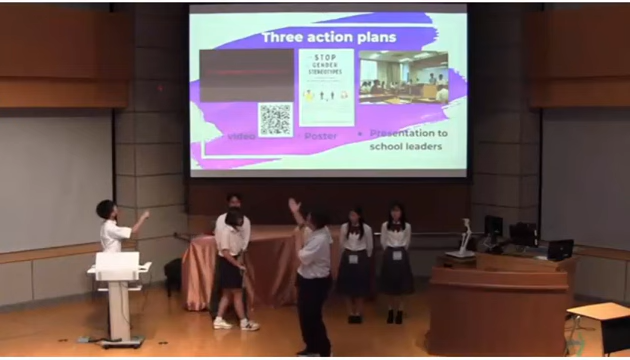 Three action plans
STOP
GENDER
STEREOTYPES
video
Poster
• Presentation to
school leaders